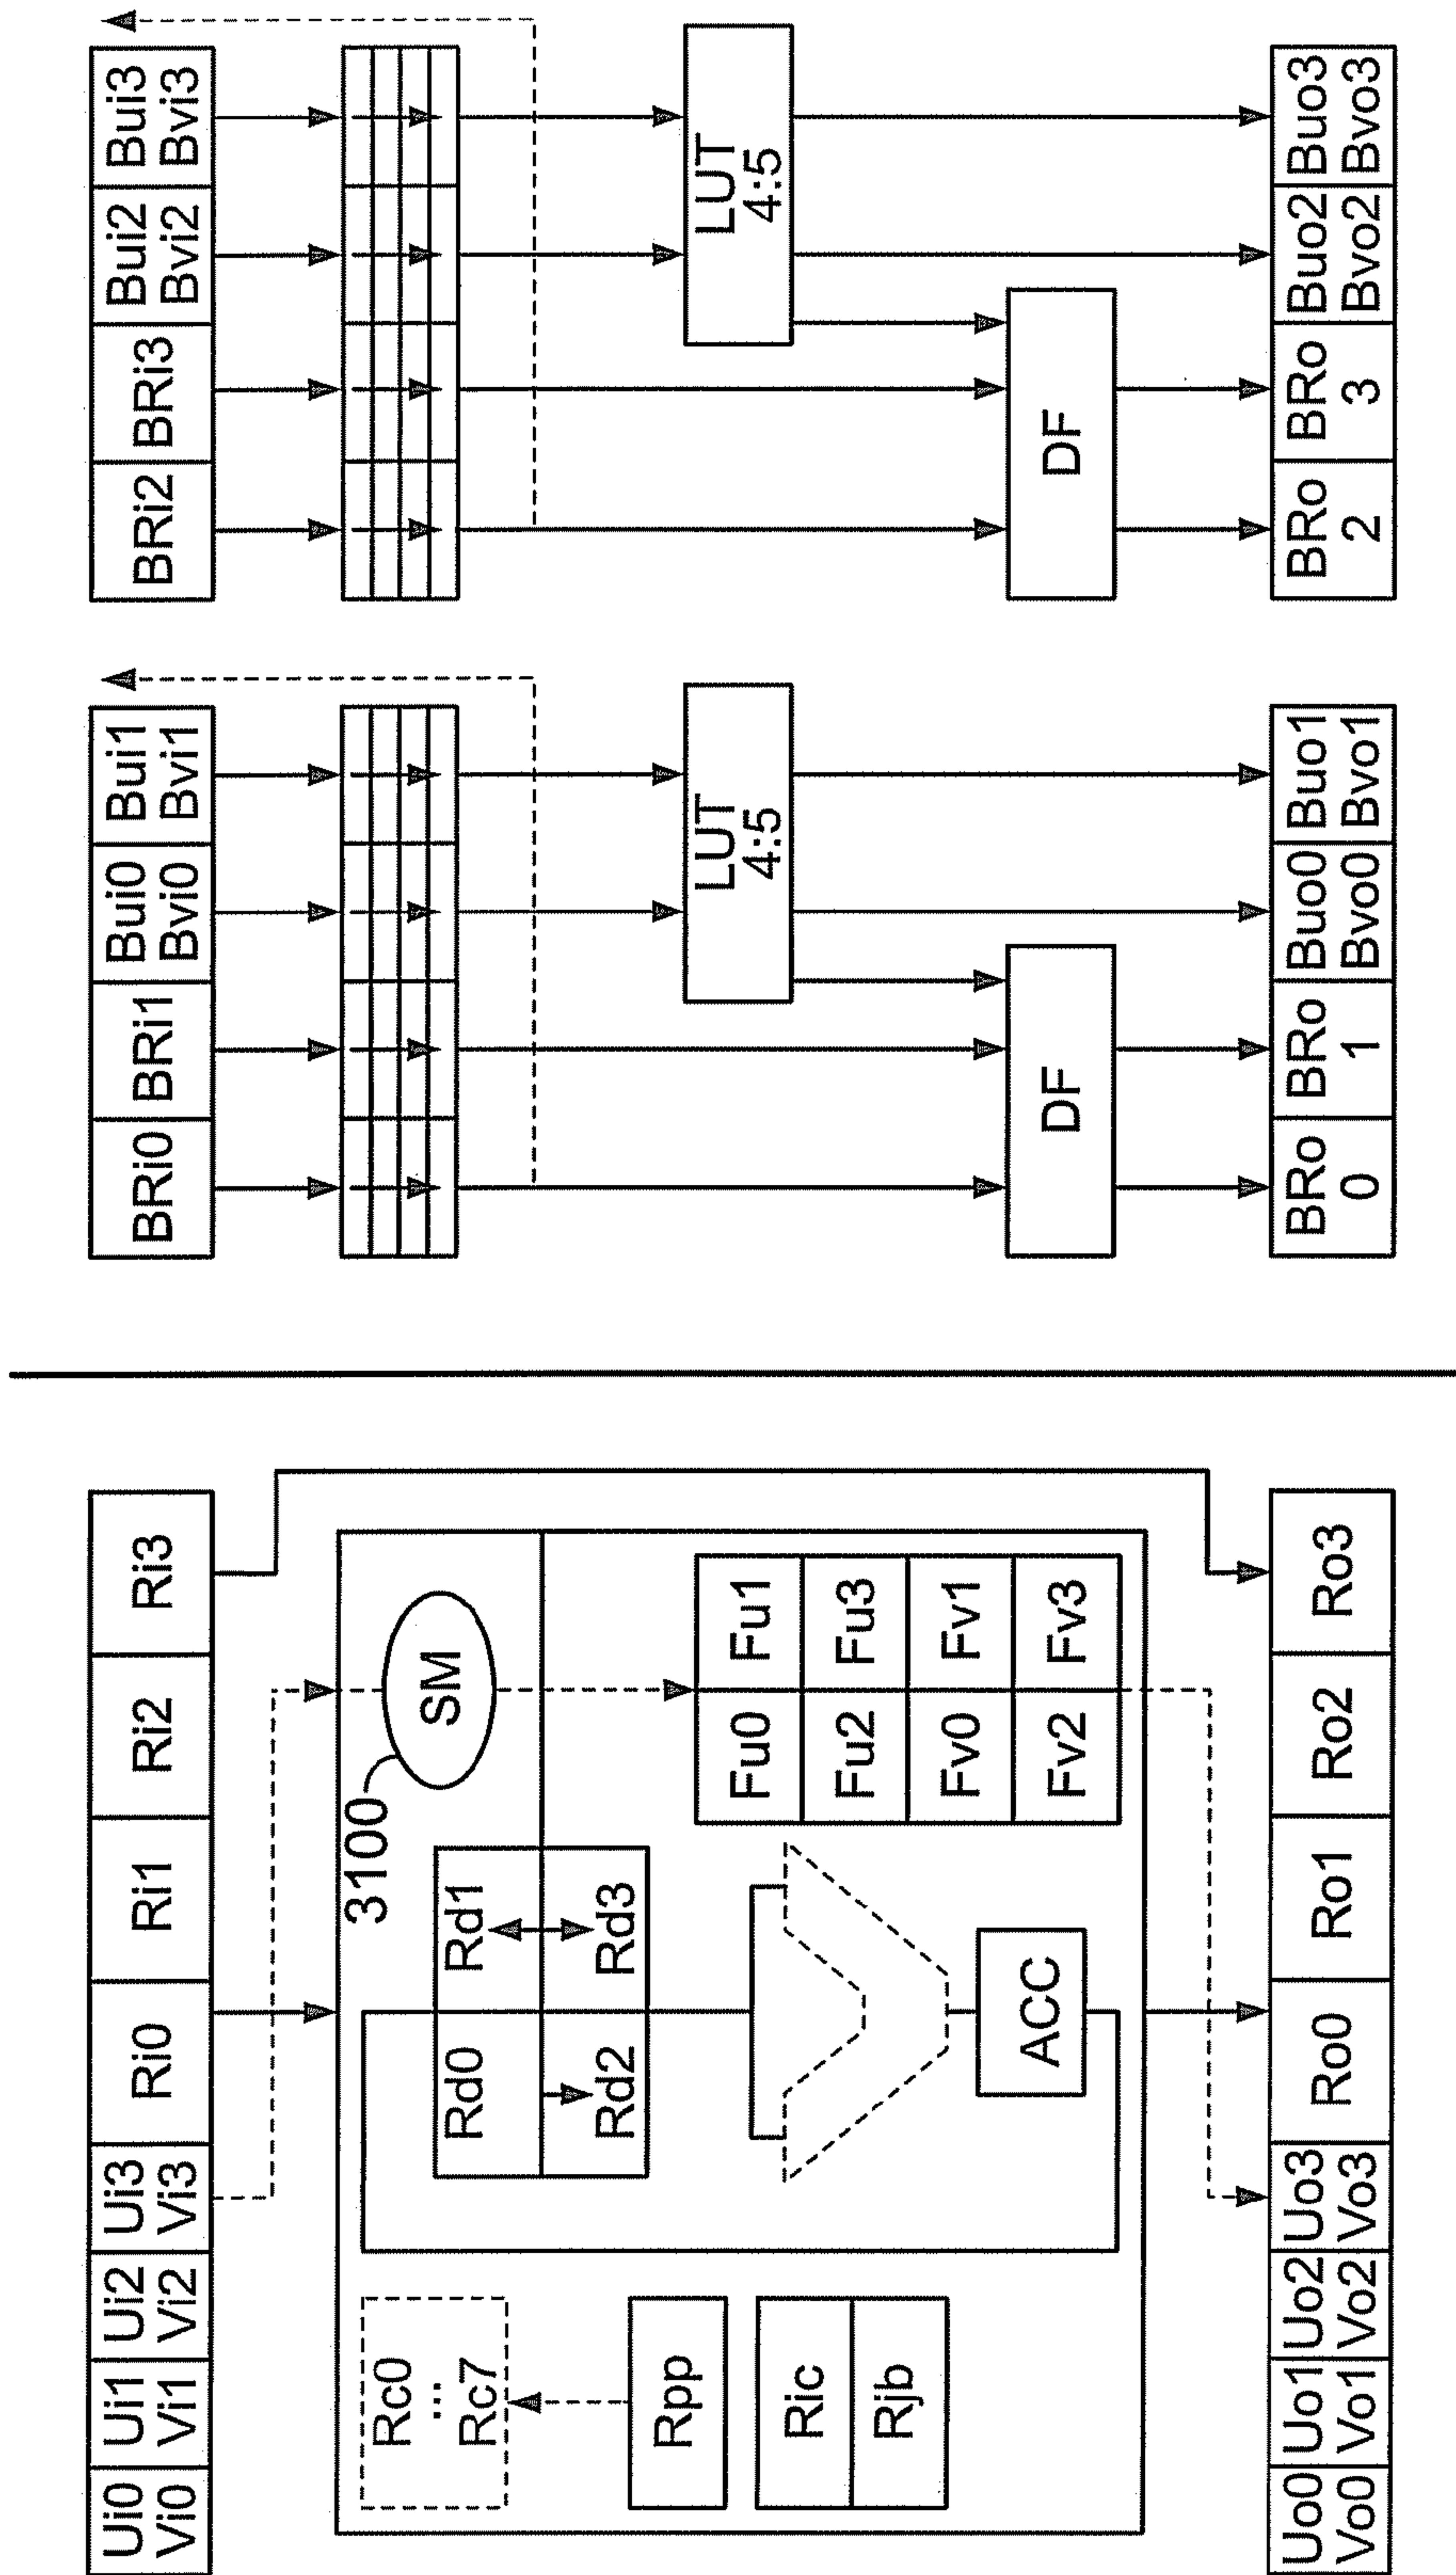 Ui0
Vi0
Ui1
Vi1
Ui2
Vi2
Ui3
Vi3
Ri0
Ri1
Ri2
Ri3
Rc0
...
Rc7
Rpp
Ric
Rjb
Rd0
Rd1
Rd2
Rd3
ACC
3100
SM
Fu0
Fu1
Fu2
Fu3
Fv0
Fv1
Fv2
Fv3
Uo0
Vo0
Uo1
Vo1
Uo2
Vo2
Uo3
Vo3
Ro0
Ro1
Ro2
Ro3
BRi0
BRi1
Bui0
Bvi0
Bui1
Bvi1
LUT
4:5
DF
BRo
0
BRo
1
Buo0
Bvo0
Buo1
Bvo1
BRi2
BRi3
Bui2
Bvi2
Bui3
Bvi3
LUT
4:5
DF
BRo
2
BRo
3
Buo2
Bvo2
Buo3
Bvo3